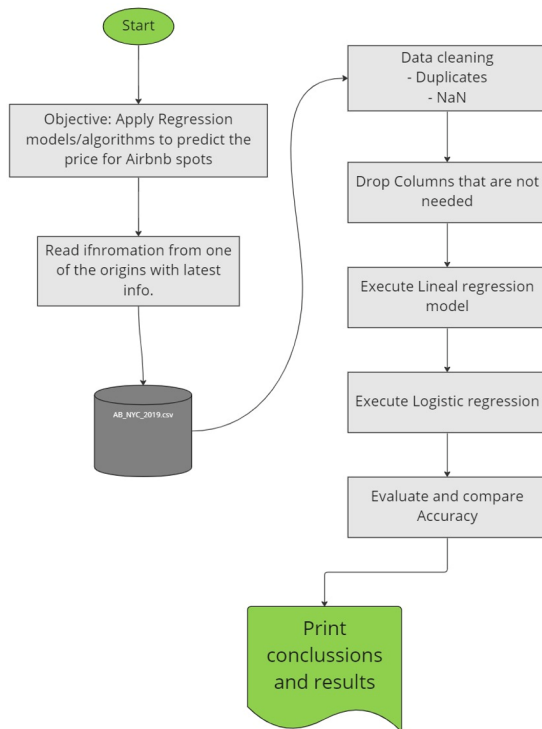 Start
Objective: Apply Regression
models/algorithms to predict the
price for Airbnb spots
Read ifnromation from one
of the origins with latest
info.
AB_NYC_2019.csv
Data cleaning
- Duplicates
- NaN
Drop Columns that are not
needed
Execute Lineal regression
model
Execute Logistic regression
Evaluate and compare
Accuracy
Print
conclussions
and results